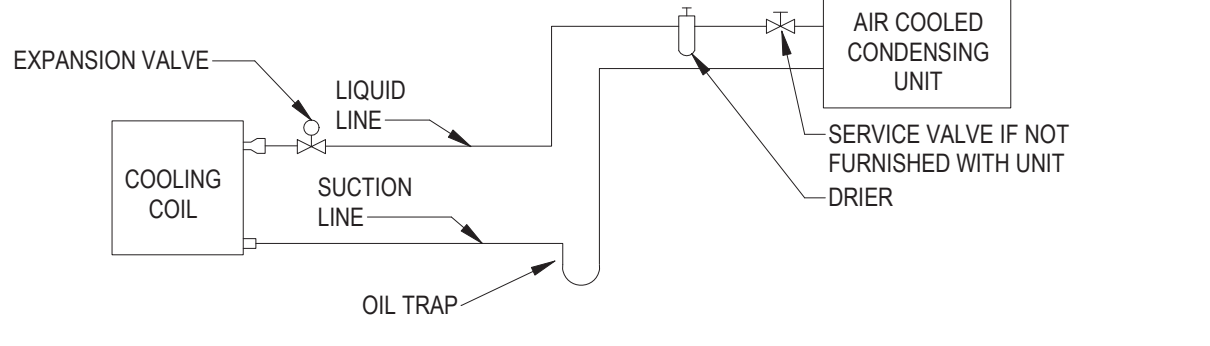 AIR COOLED
CONDENSING
UNIT
EXPANSION VALVE
LIQUID
LINE
SERVICE VALVE IF NOT
FURNISHED WITH UNIT
COOLING
COIL
SUCTION
LINE
DRIER
OIL TRAP